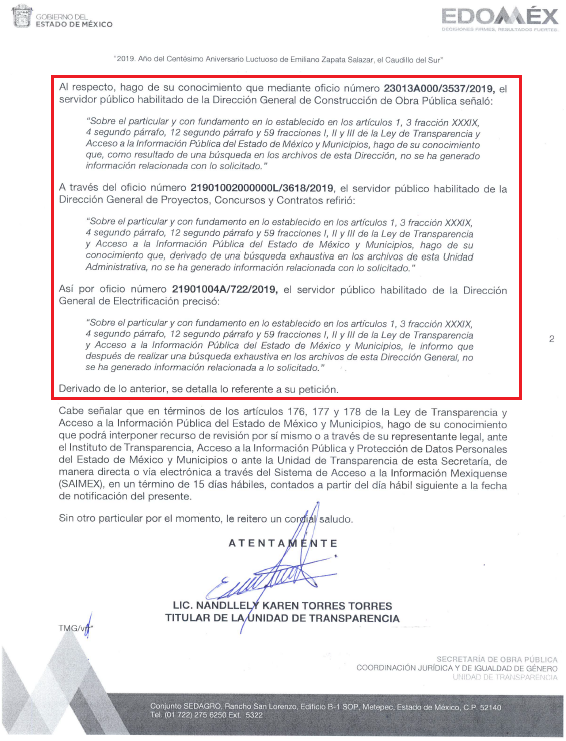 GOBIERNO DEL
ESTADO DE MÉXICO
EDOMÉX
DECISIONES FIRMES, RESULTADOS FUERTES
"2019. Año del Centésimo Aniversario Luctuoso de Emiliano Zapata Salazar, el Caudillo del Sur"
Al respecto, hago de su conocimiento que mediante oficio número 23013A000/3537/2019, el
servidor público habilitado de la Dirección General de Construcción de Obra Pública señaló:
"Sobre el particular y con fundamento en lo establecido en los artículos 1, 3 fracción XXXIX,
4 segundo párrafo, 12 segundo párrafo y 59 fracciones I, II y III de la Ley de Transparencia y
Acceso a la Información Pública del Estado de México y Municipios, hago de su conocimiento
que, como resultado de una búsqueda en los archivos de esta Dirección, no se ha generado
información relacionada con lo solicitado."
A través del oficio número 21901002000000L/3618/2019, el servidor público habilitado de la
Dirección General de Proyectos, Concursos y Contratos refirió:
"Sobre el particular y con fundamento en lo establecido en los artículos 1, 3 fracción XXXIX,
4 segundo párrafo, 12 segundo párrafo y 59 fracciones I, II y III de la Ley de Transparencia
y Acceso a la Información Pública del Estado de México y Municipios, hago de su
conocimiento que, derivado de una búsqueda exhaustiva en los archivos de esta Unidad
Administrativa, no se ha generado información relacionada con lo solicitado."
Así por oficio número 21901004A/722/2019, el servidor público habilitado de la Dirección
General de Electrificación precisó:
"Sobre el particular y con fundamento en lo establecido en los artículos 1, 3 fracción XXXIX,
4 segundo párrafo, 12 segundo párrafo y 59 fracciones I, II y III de la Ley de Transparencia
y Acceso a la Información Pública del Estado de México y Municipios, le informo que
después de realizar una búsqueda exhaustiva en los archivos de esta Dirección General, no
se ha generado información relacionada a lo solicitado."
2
Derivado de lo anterior, se detalla lo referente a su petición.
Cabe señalar que en términos de los artículos 176, 177 y 178 de la Ley de Transparencia y
Acceso a la Información Pública del Estado de México y Municipios, hago de su conocimiento
que podrá interponer recurso de revisión por sí mismo o a través de su representante legal, ante
el Instituto de Transparencia, Acceso a la Información Pública y Protección de Datos Personales
del Estado de México y Municipios o ante la Unidad de Transparencia de esta Secretaría, de
manera directa o vía electrónica a través del Sistema de Acceso a la Información Mexiquense
(SAIMEX), en un término de 15 días hábiles, contados a partir del día hábil siguiente a la fecha
de notificación del presente.
Sin otro particular por el momento, le reitero un cordial saludo.
ATENTAMENTE
LIC. NANDLLELY KAREN TORRES TORRES
TITULAR DE LA UNIDAD DE TRANSPARENCIA
SECRETARÍA DE OBRA PÚBLICA
COORDINACIÓN JURÍDICA Y DE IGUALDAD DE GÉNERO
UNIDAD DE TRANSPARENCIA
Conjunto SEDAGRO, Rancho San Lorenzo, Edificio B-1 SOP, Metepec, Estado de México, C.P. 52140
Tel. (01 722) 275 6250 Ext. 5322